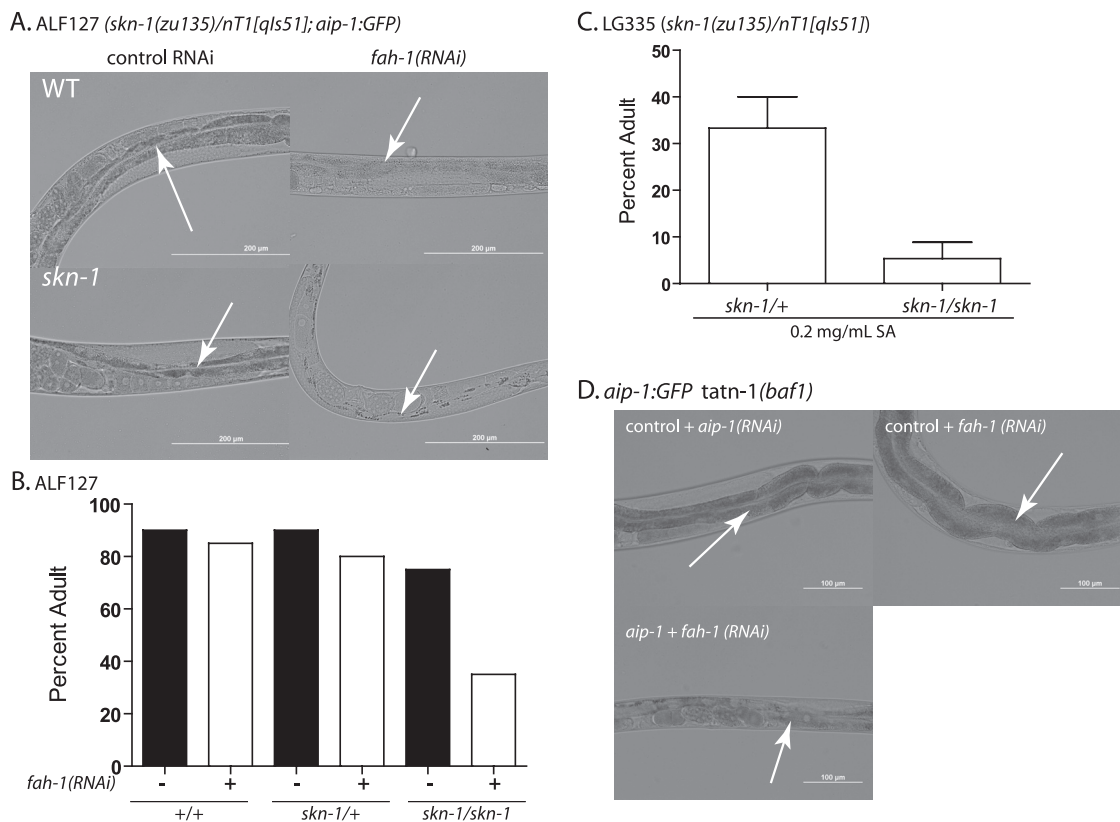 A. ALF127 (skn-1(zu135)/nT1[qIs51]; aip-1:GFP)
control RNAi
fah-1(RNAi)
WT
200 µm
200 µm
skn-1
200 µm
200 µm
B. ALF127
Percent Adult
100
80
60
40
20
0
fah-1(RNAi)
- + - + - +
+/+ skn-1/+ skn-1/skn-1
C. LG335 (skn-1(zu135)/nT1[qIs51])
Percent Adult
50
40
30
20
10
0
skn-1/+ skn-1/skn-1
0.2 mg/mL SA
D. aip-1:GFP tatn-1(baf1)
control + aip-1(RNAi)
control + fah-1 (RNAi)
100 µm
100 µm
aip-1 + fah-1 (RNAi)
100 µm